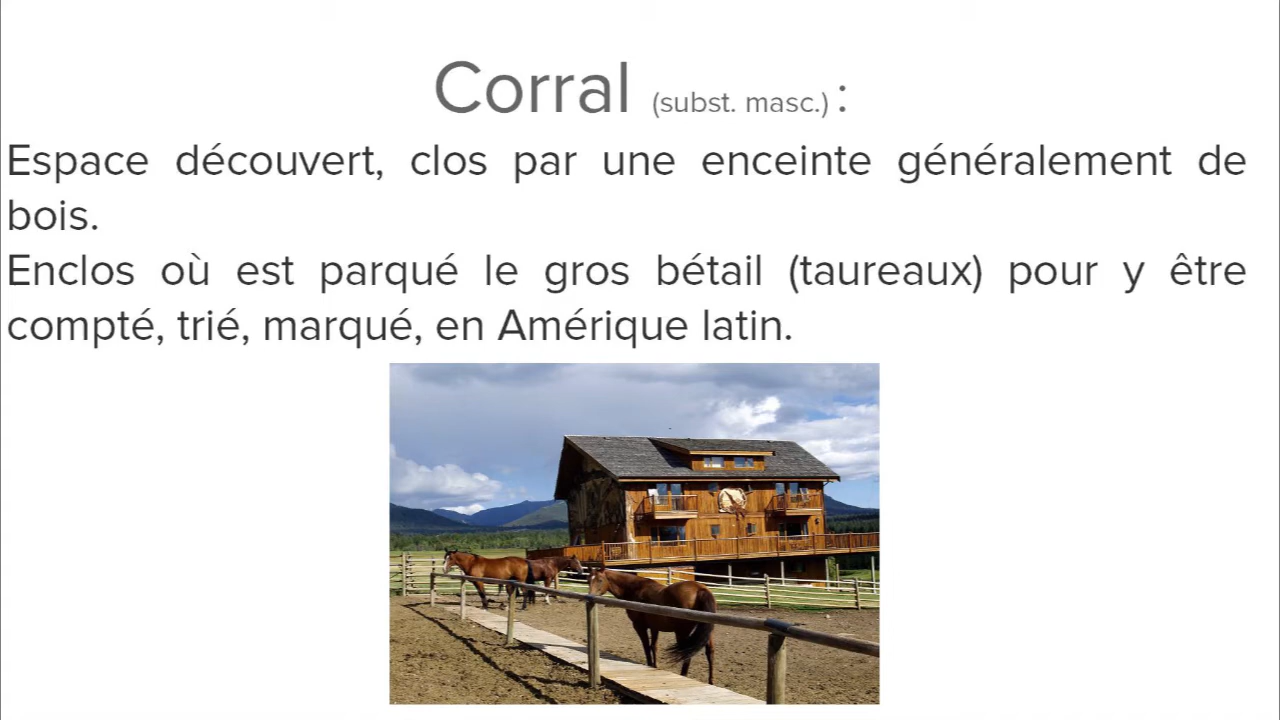 Corral (subst. masc.) :
Espace découvert, clos par une enceinte généralement de
bois.
Enclos où est parqué le gros bétail (taureaux) pour y être
compté, trié, marqué, en Amérique latin.